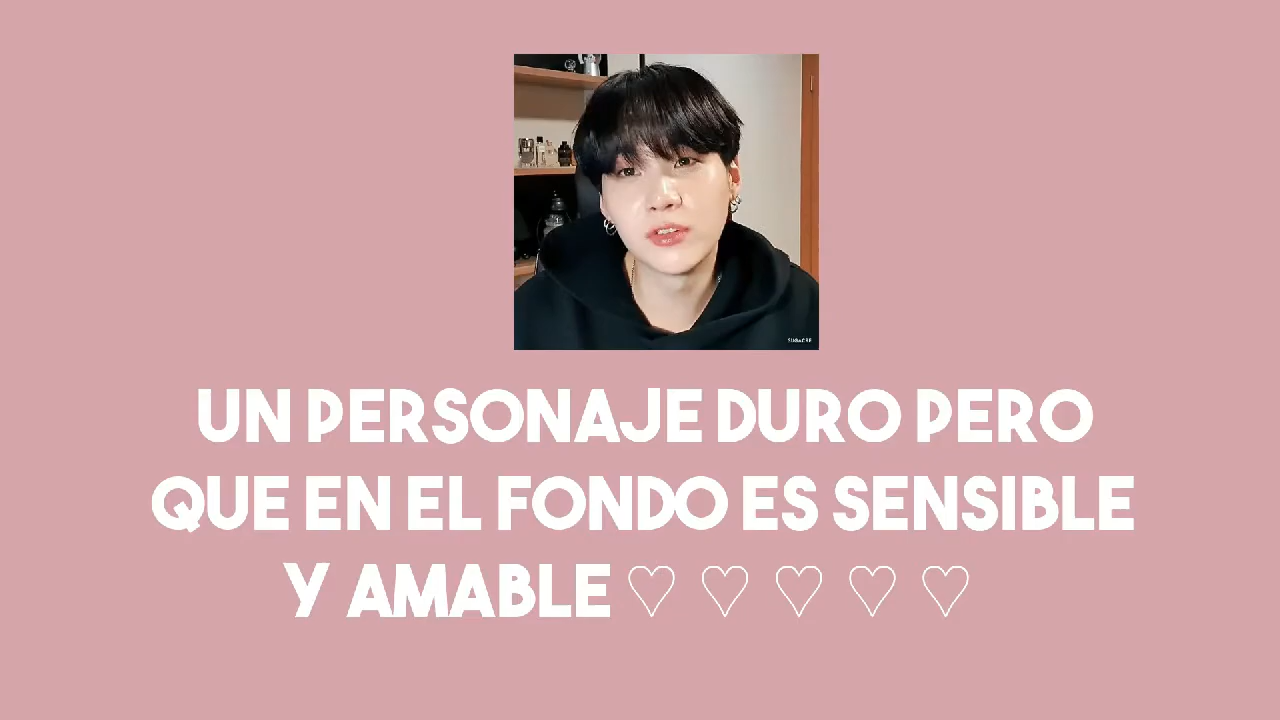 UN PERSONAJE DURO PERO
QUE EN EL FONDO ES SENSIBLE
Y AMABLE ♡ ♡ ♡ ♡ ♡